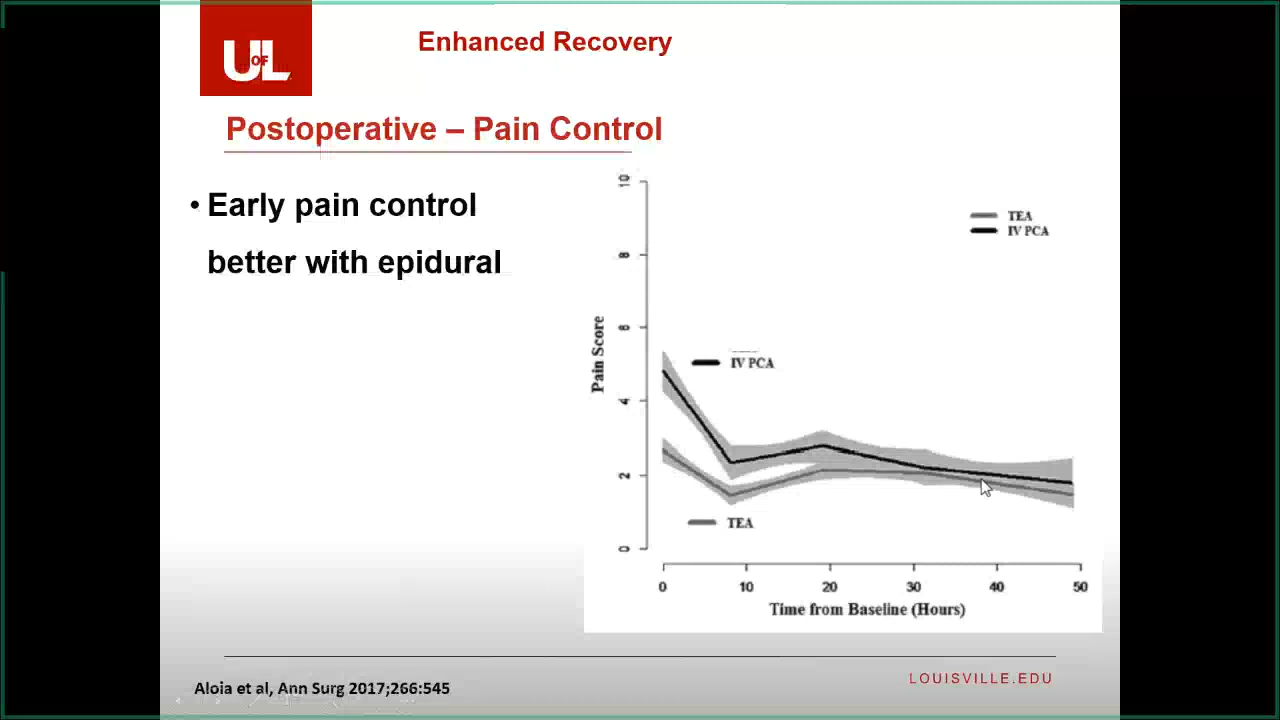 UofL
Enhanced Recovery
Postoperative – Pain Control
• Early pain control
better with epidural
TEA
IV PCA
IV PCA
TEA
Pain Score
10
8
6
4
2
0
0 10 20 30 40 50
Time from Baseline (Hours)
Aloia et al, Ann Surg 2017;266:545
LOUISVILLE.EDU